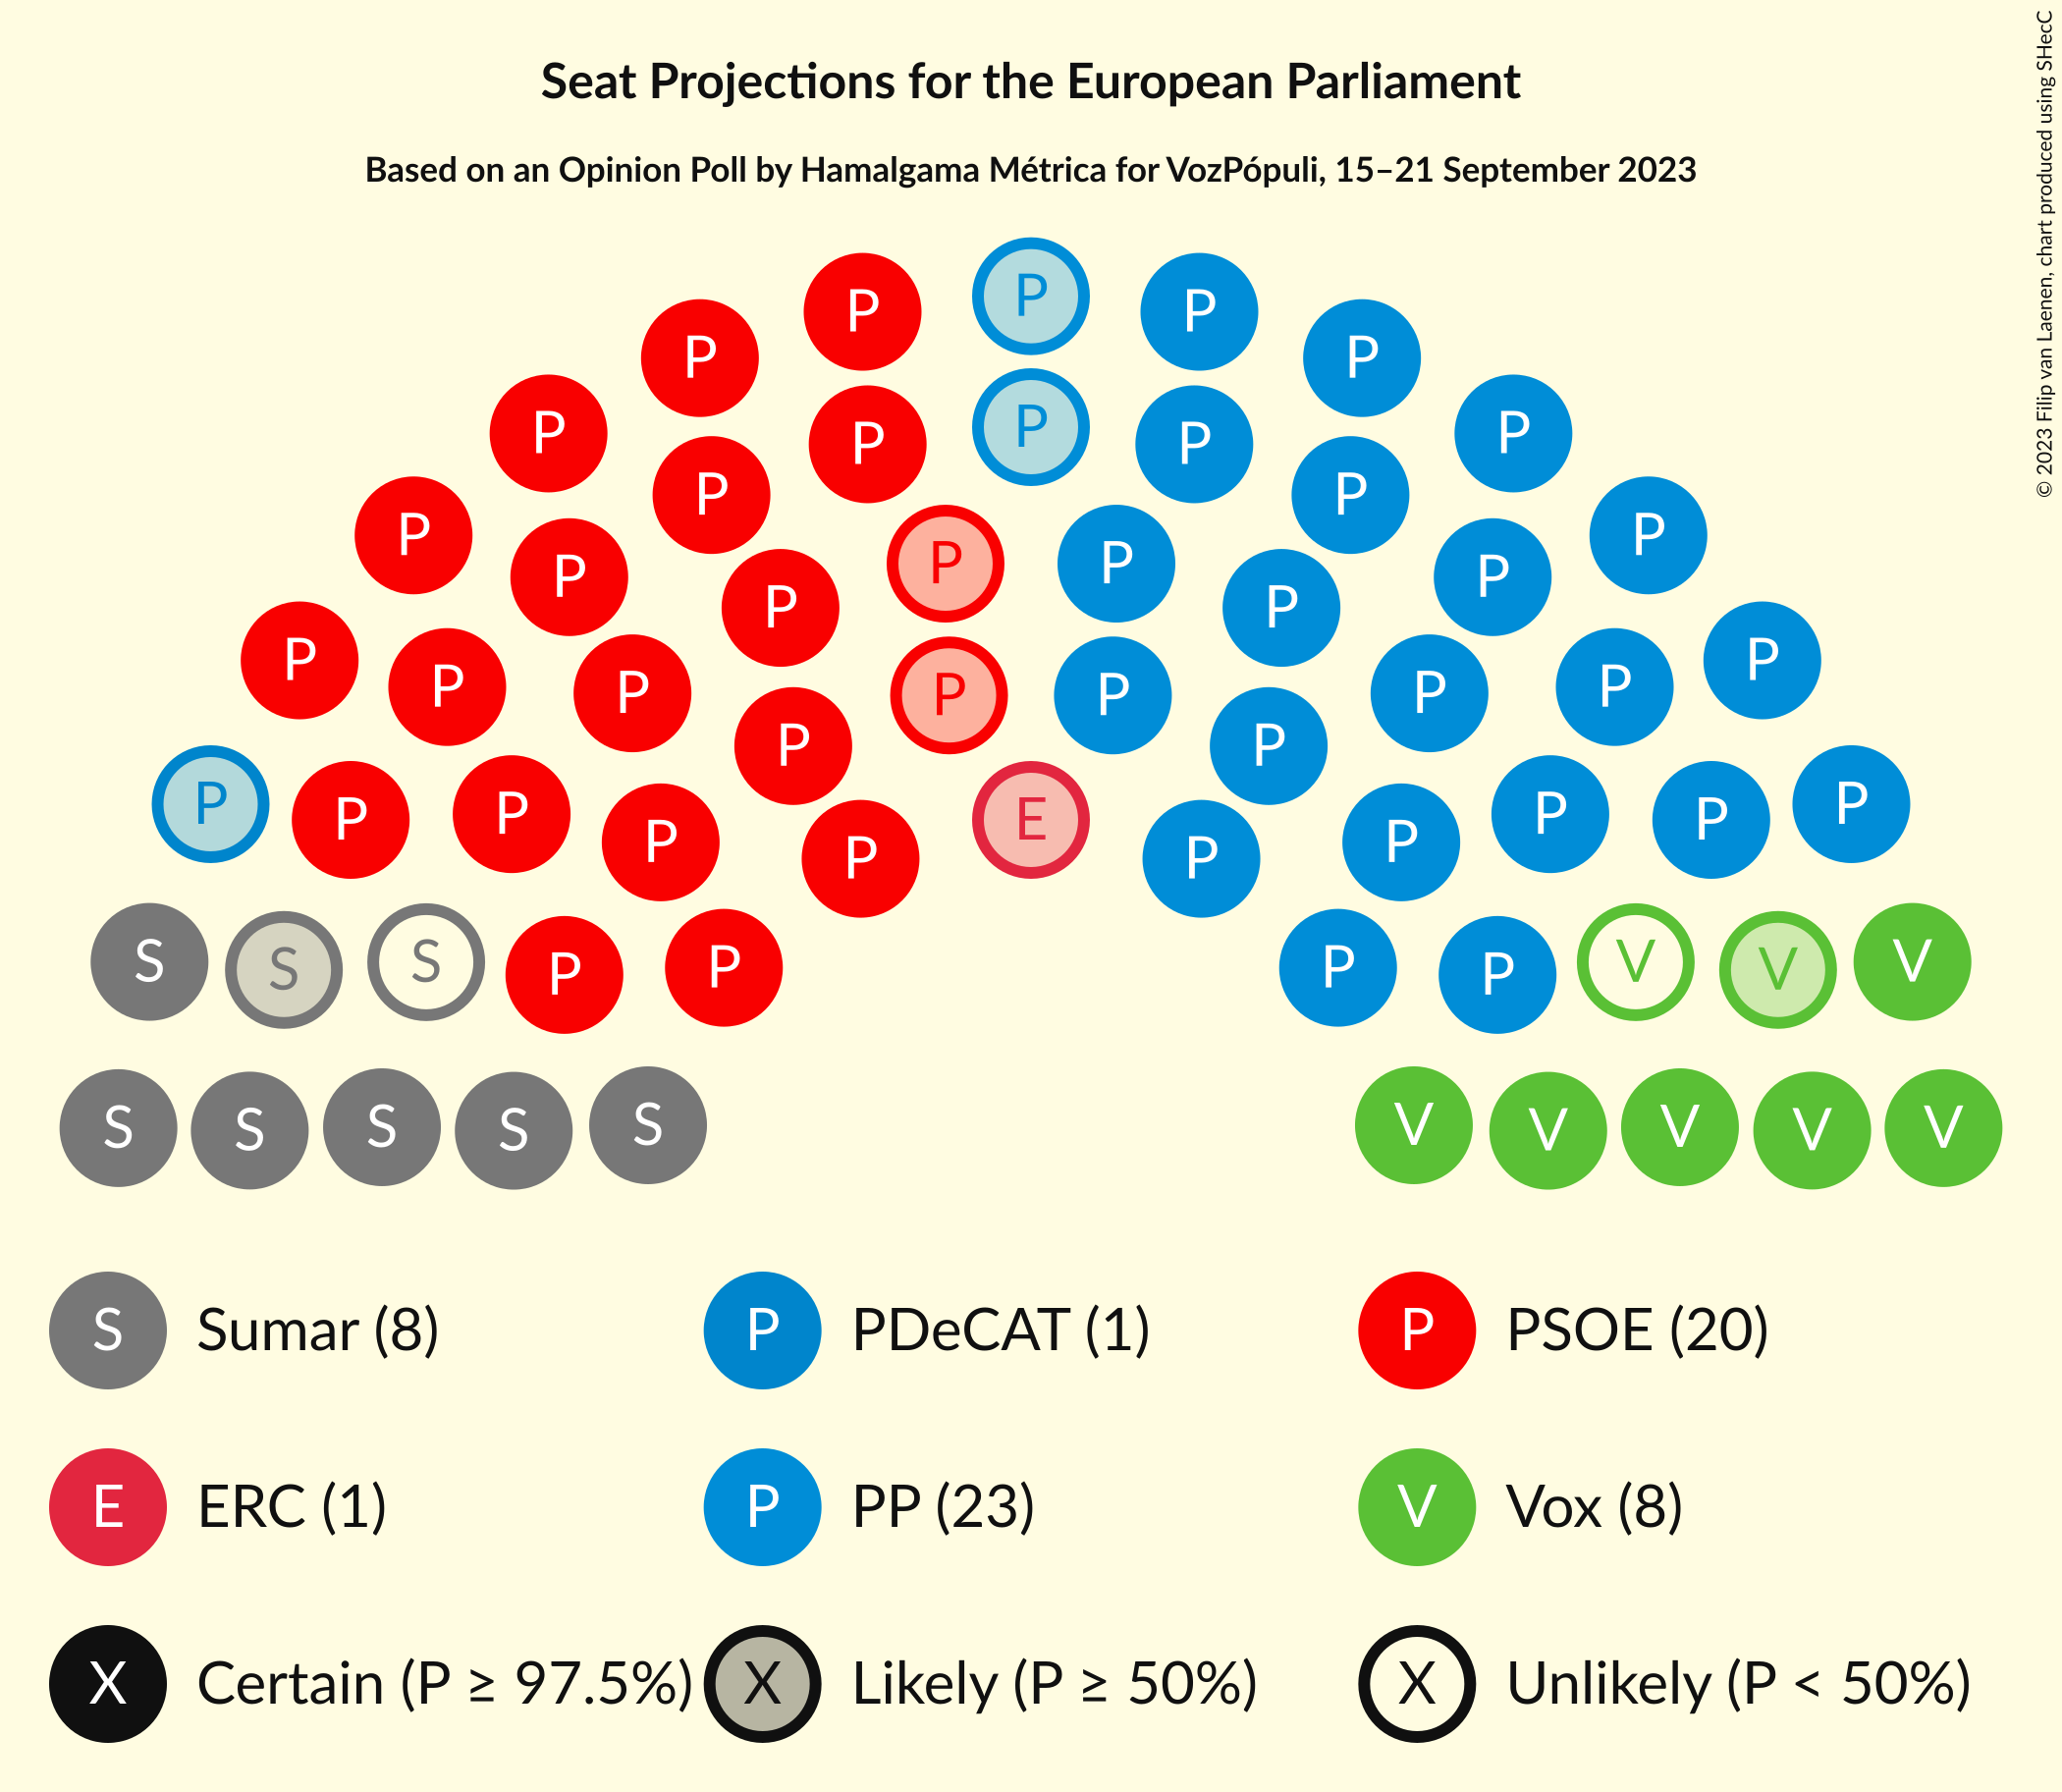 Seat Projections for the European Parliament
Based on an Opinion Poll by Hamalgama Métrica for VozPópuli, 15–21 September 2023
© 2023 Filip van Laenen, chart produced using SHecC
P
P P P P
P P P P
P P P P
P P P P
P P P P
P P P P
P P P P
P P P P
P P P P
P P P E P P P P
P P P P
S S S P P P P V V V
S S S S S V V V V V
S Sumar (8) P PDeCAT (1) P PSOE (20)
E ERC (1) P PP (23) V Vox (8)
X Certain (P ≥ 97.5%) X Likely (P ≥ 50%) X Unlikely (P < 50%)